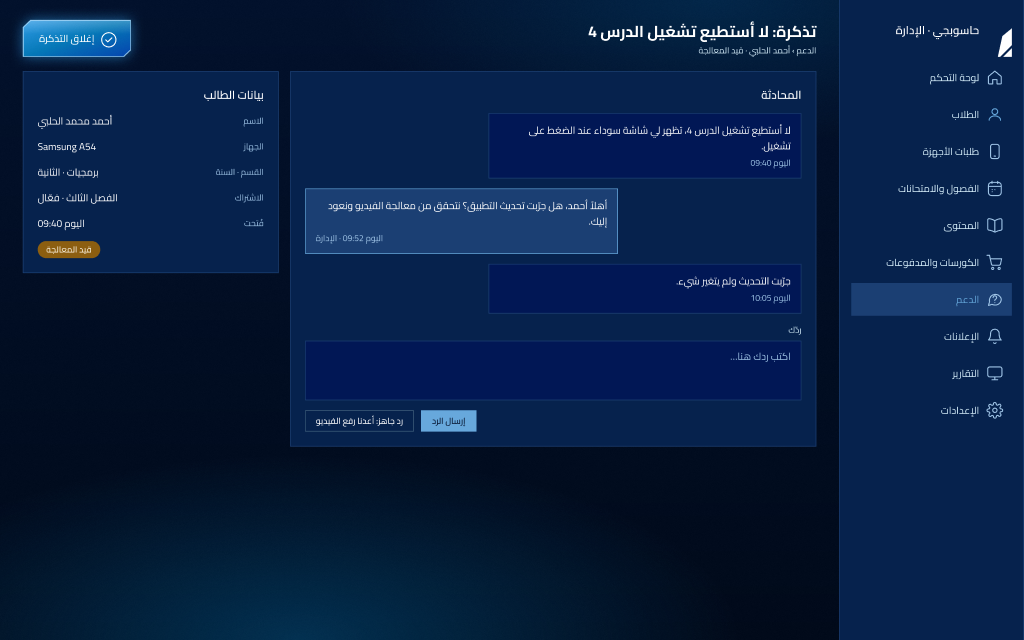 حاسوبجي · الإدارة
لوحة التحكم
الطلاب
طلبات الأجهزة
الفصول والامتحانات
المحتوى
الكورسات والمدفوعات
الدعم
الإعلانات
التقارير
الإعدادات
تذكرة: لا أستطيع تشغيل الدرس 4
الدعم › أحمد الحلبي · قيد المعالجة
إغلاق التذكرة
المحادثة
لا أستطيع تشغيل الدرس 4، تظهر لي شاشة سوداء عند الضغط على
تشغيل.
اليوم 09:40
أهلاً أحمد، هل جرّبت تحديث التطبيق؟ نتحقق من معالجة الفيديو ونعود
إليك.
اليوم 09:52 · الإدارة
جرّبت التحديث ولم يتغير شيء.
اليوم 10:05
ردّك
اكتب ردك هنا...
إرسال الرد
رد جاهز: أعدنا رفع الفيديو
بيانات الطالب
الاسم أحمد محمد الحلبي
الجهاز Samsung A54
القسم · السنة برمجيات · الثانية
الاشتراك الفصل الثالث · فعّال
فُتحت اليوم 09:40
قيد المعالجة